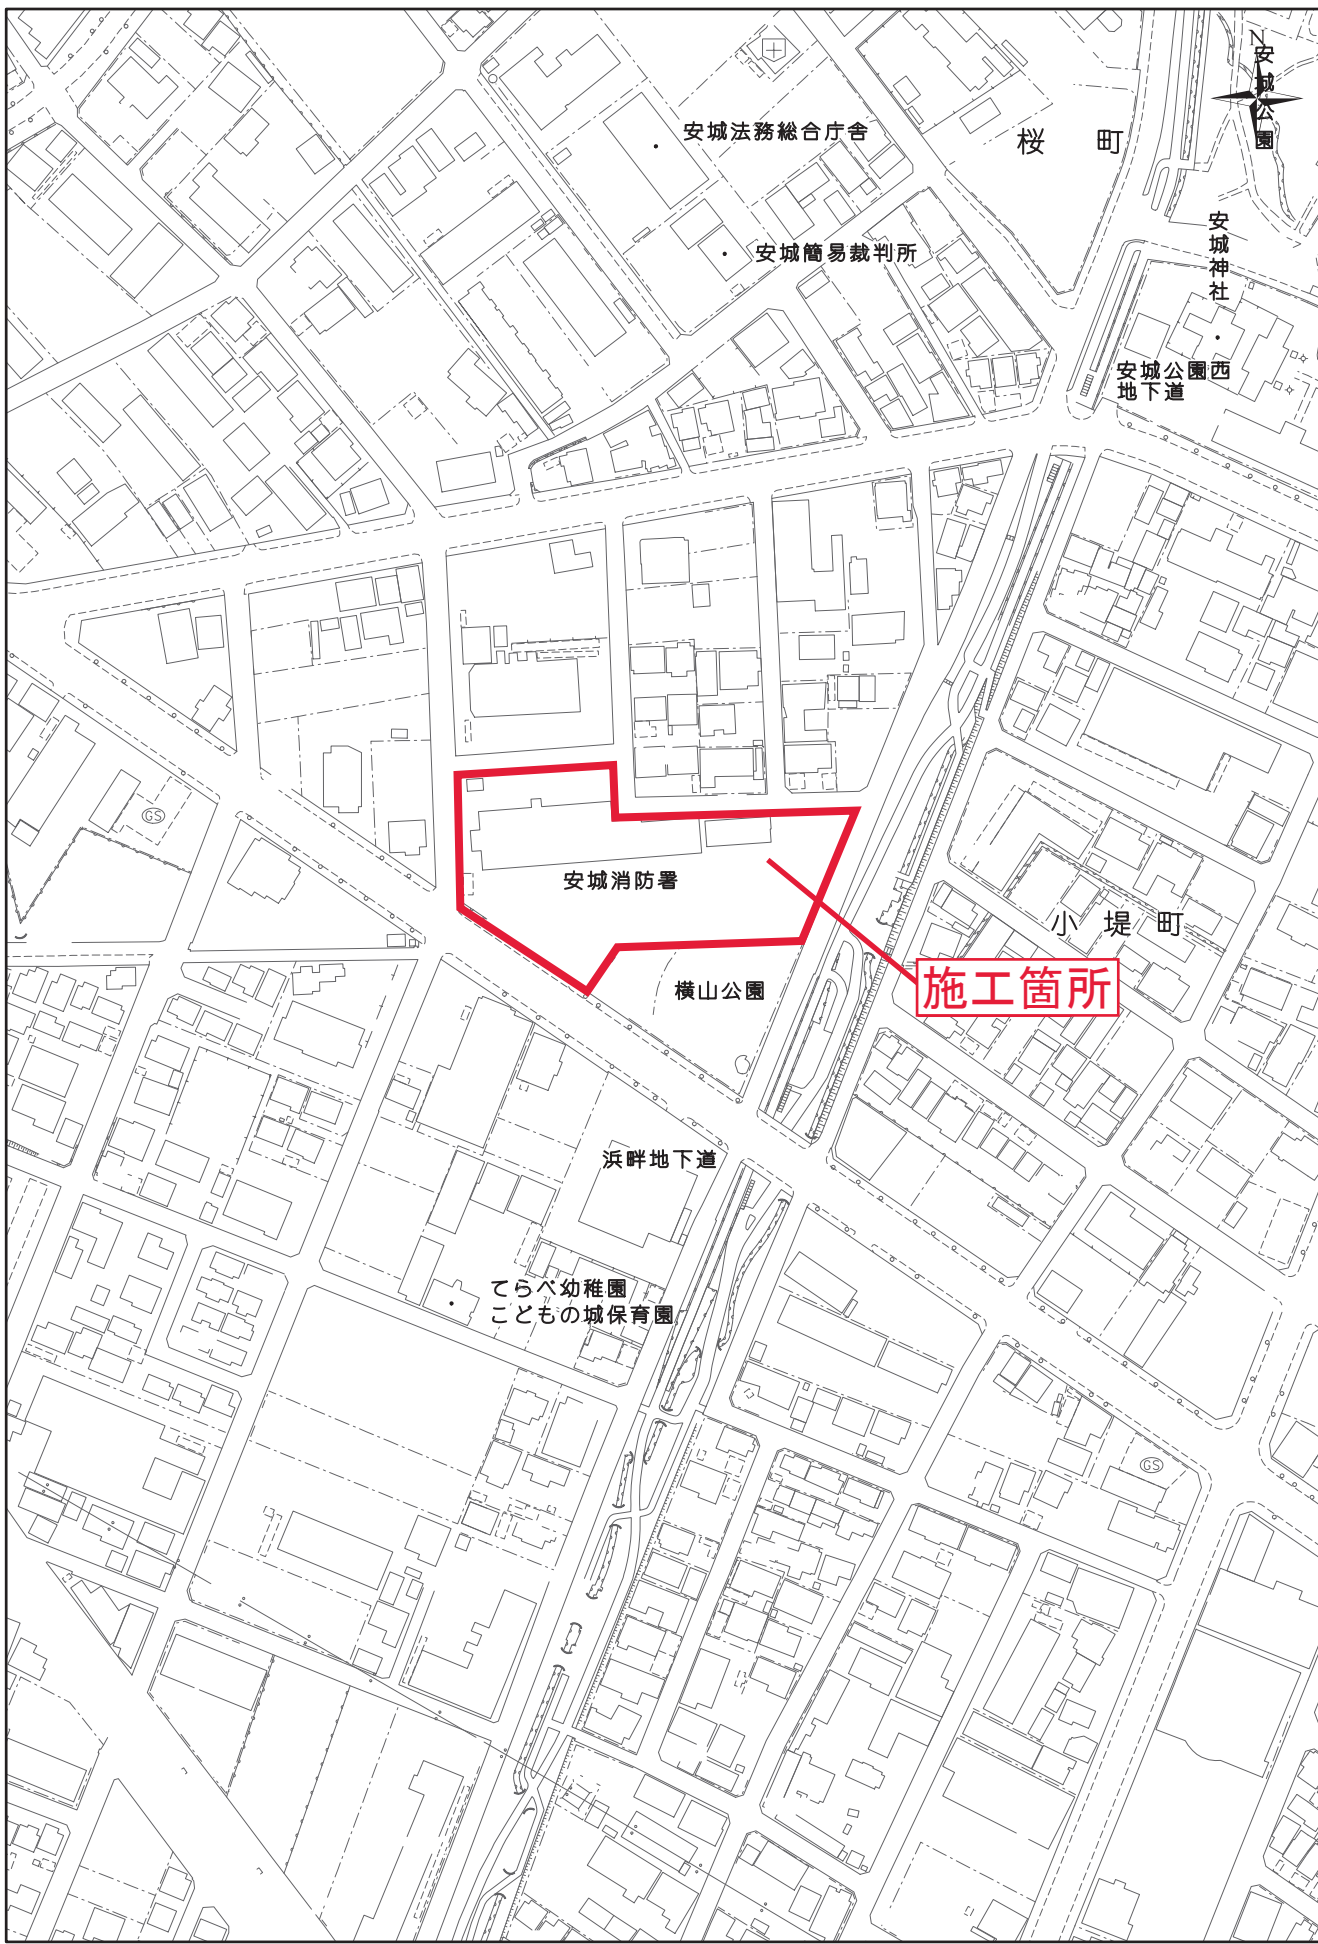 N
安城公園
安城法務総合庁舎
桜町
安城簡易裁判所
安城神社
安城公園西
地下道
GS
安城消防署
小堤町
施工箇所
横山公園
浜畔地下道
てらべ幼稚園
こどもの城保育園
GS